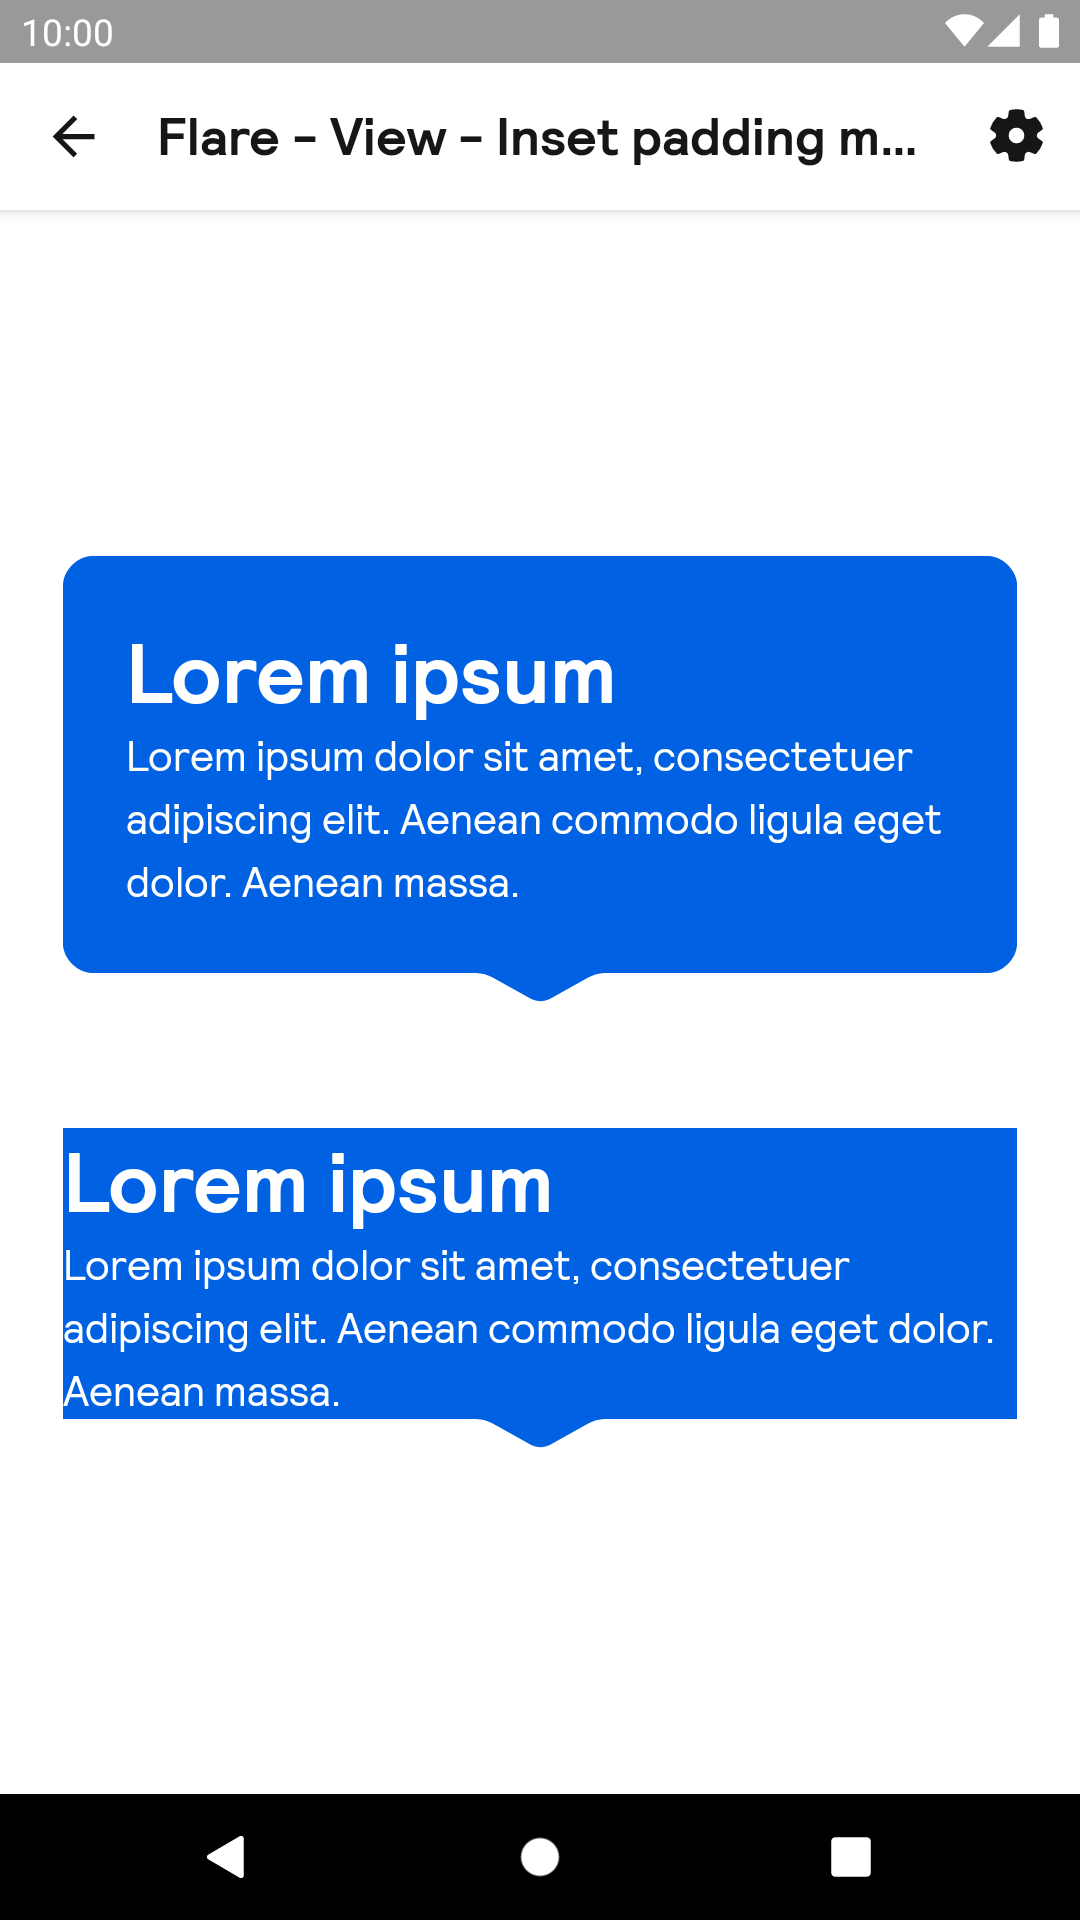 10:00
Flare - View - Inset padding m...
Lorem ipsum
Lorem ipsum dolor sit amet, consectetuer
adipiscing elit. Aenean commodo ligula eget
dolor. Aenean massa.
Lorem ipsum
Lorem ipsum dolor sit amet, consectetuer
adipiscing elit. Aenean commodo ligula eget dolor.
Aenean massa.